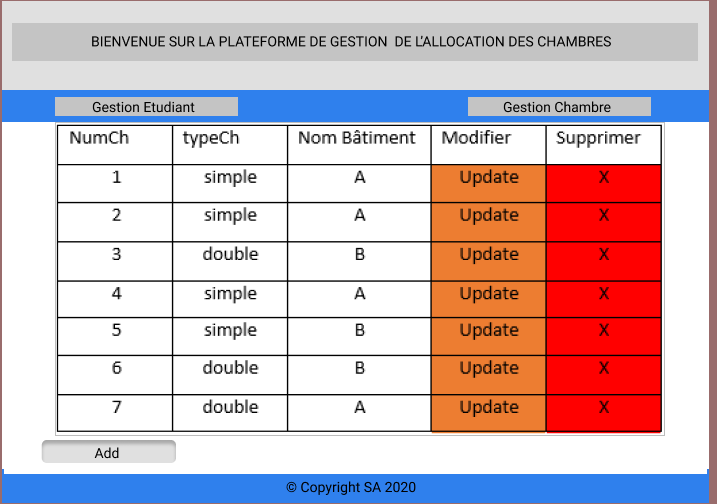 BIENVENUE SUR LA PLATEFORME DE GESTION DE L'ALLOCATION DES CHAMBRES
Gestion Etudiant Gestion Chambre
NumCh typeCh Nom Bâtiment Modifier Supprimer
1 simple A Update X
2 simple A Update X
3 double B Update X
4 simple A Update X
5 simple B Update X
6 double B Update X
7 double A Update X
Add
© Copyright SA 2020